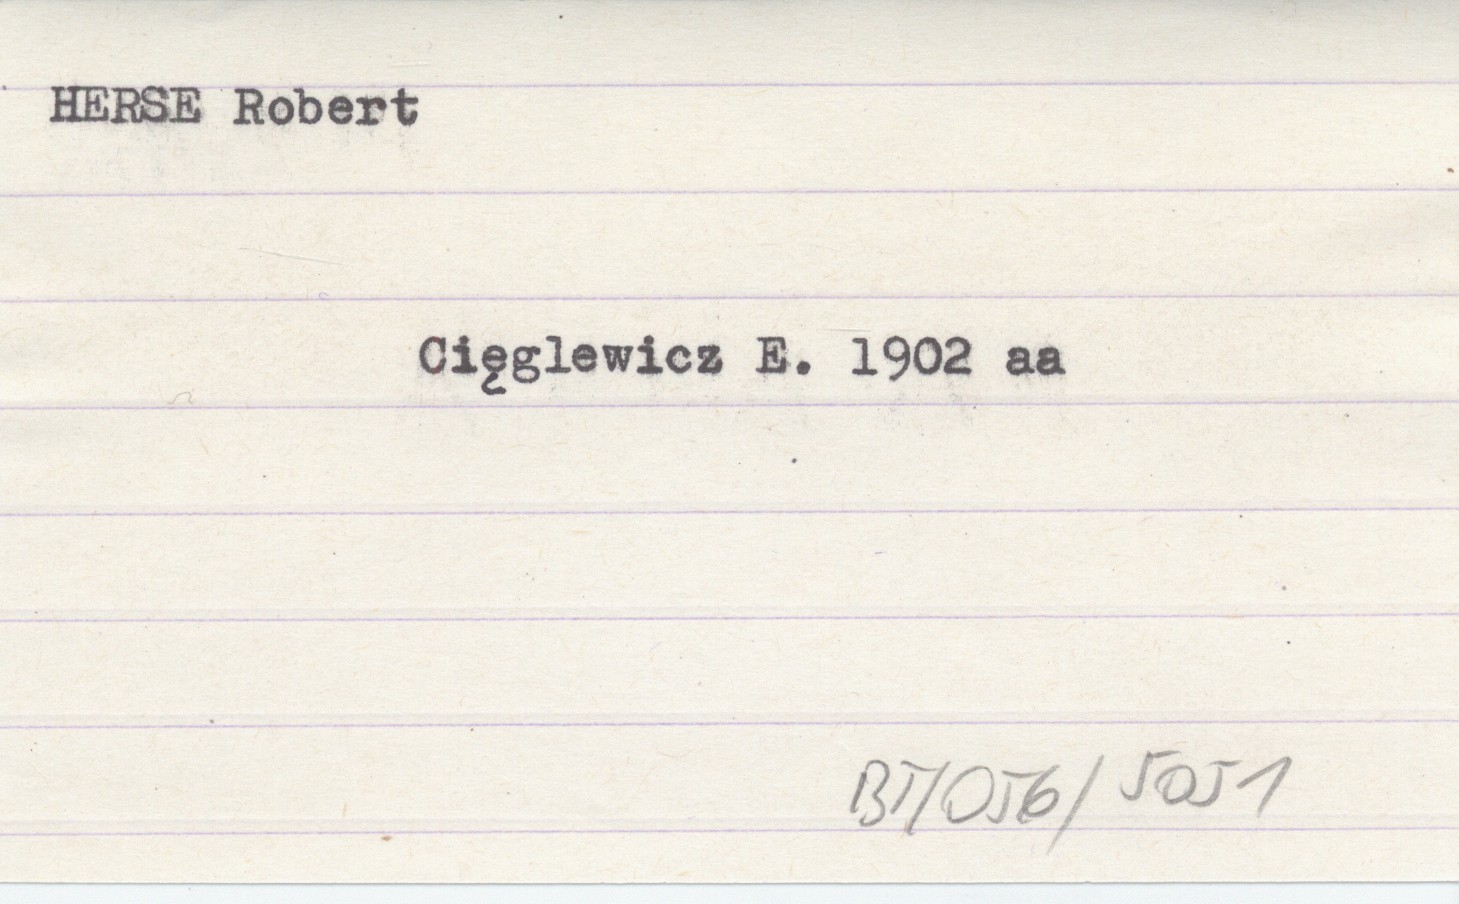 HERSE Robert
Cięglewicz E. 1902 aa
BT/056/5051